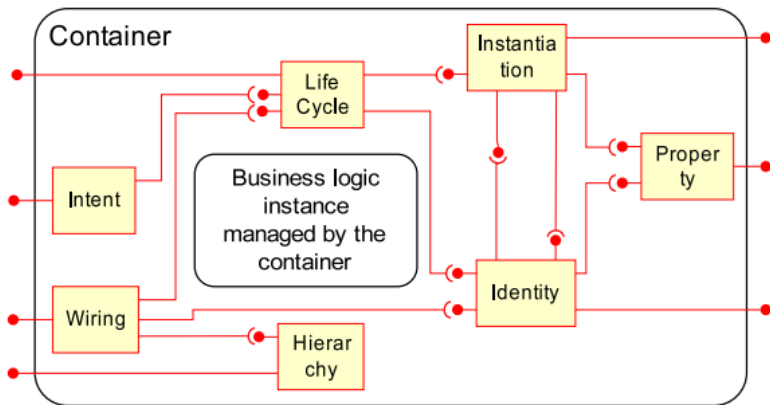 Container
Instantia
tion
Life
Cycle
Proper
ty
Intent
Business logic
instance
managed by the
container
Identity
Wiring
Hierar
chy